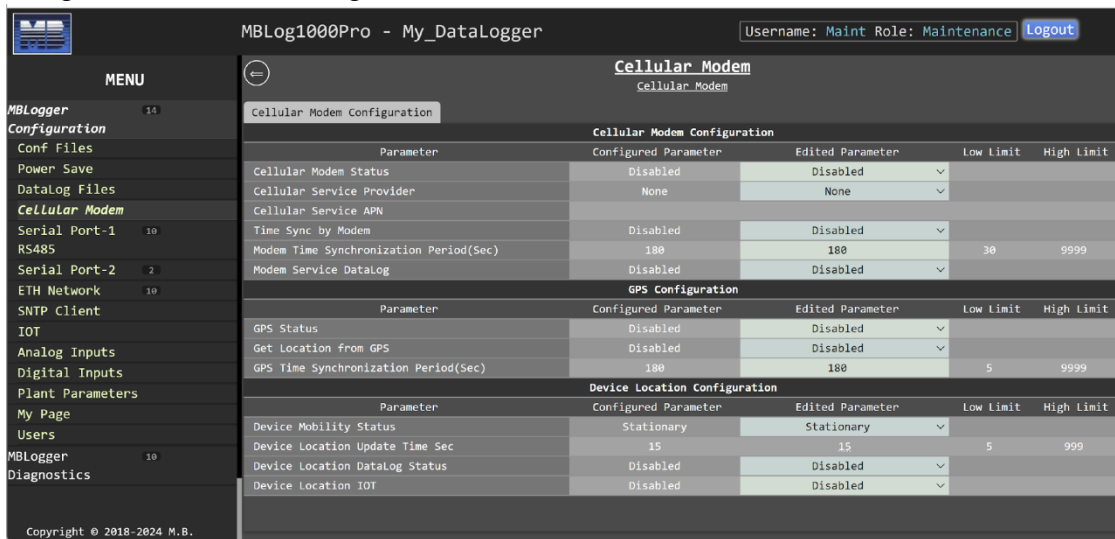 MB
MBLog1000Pro - My_DataLogger
Username: Maint Role: Maintenance
Logout
MENU
MBLogger 14
Configuration
Conf Files
Power Save
DataLog Files
Cellular Modem
Serial Port-1 10
RS485
Serial Port-2 2
ETH Network 10
SNTP Client
IOT
Analog Inputs
Digital Inputs
Plant Parameters
My Page
Users
MBLogger 10
Diagnostics
Copyright © 2018-2024 M.B.
Cellular Modem
Cellular Modem
Cellular Modem Configuration
Cellular Modem Configuration
Parameter Configured Parameter Edited Parameter Low Limit High Limit
Cellular Modem Status Disabled Disabled
Cellular Service Provider None None
Cellular Service APN
Time Sync by Modem Disabled Disabled
Modem Time Synchronization Period(Sec) 180 180 30 9999
Modem Service DataLog Disabled Disabled
GPS Configuration
Parameter Configured Parameter Edited Parameter Low Limit High Limit
GPS Status Disabled Disabled
Get Location from GPS Disabled Disabled
GPS Time Synchronization Period(Sec) 180 180 5 9999
Device Location Configuration
Parameter Configured Parameter Edited Parameter Low Limit High Limit
Device Mobility Status Stationary Stationary
Device Location Update Time Sec 15 15 5 999
Device Location DataLog Status Disabled Disabled
Device Location IOT Disabled Disabled